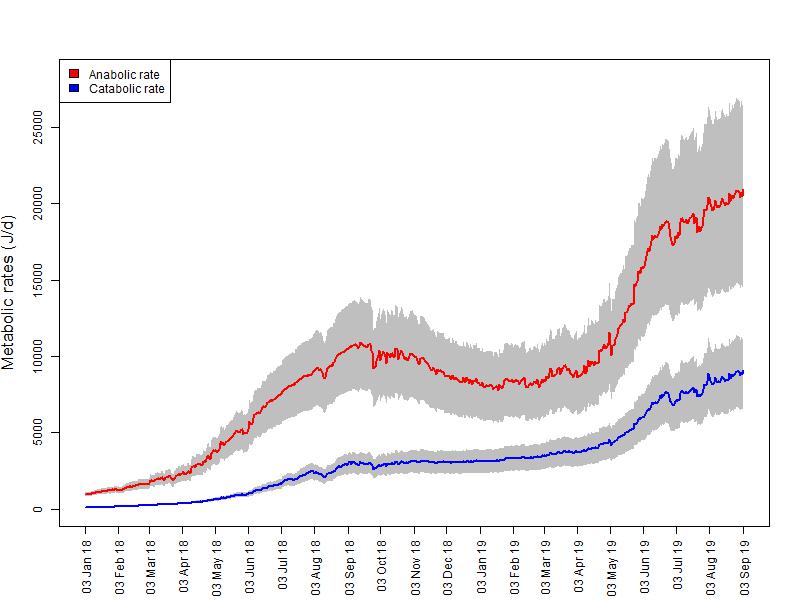 Anabolic rate
Catabolic rate
Metabolic rates (J/d)
25000
20000
15000
10000
5000
0
03 Jan 18
03 Feb 18
03 Mar 18
03 Apr 18
03 May 18
03 Jun 18
03 Jul 18
03 Aug 18
03 Sep 18
03 Oct 18
03 Nov 18
03 Dec 18
03 Jan 19
03 Feb 19
03 Mar 19
03 Apr 19
03 May 19
03 Jun 19
03 Jul 19
03 Aug 19
03 Sep 19